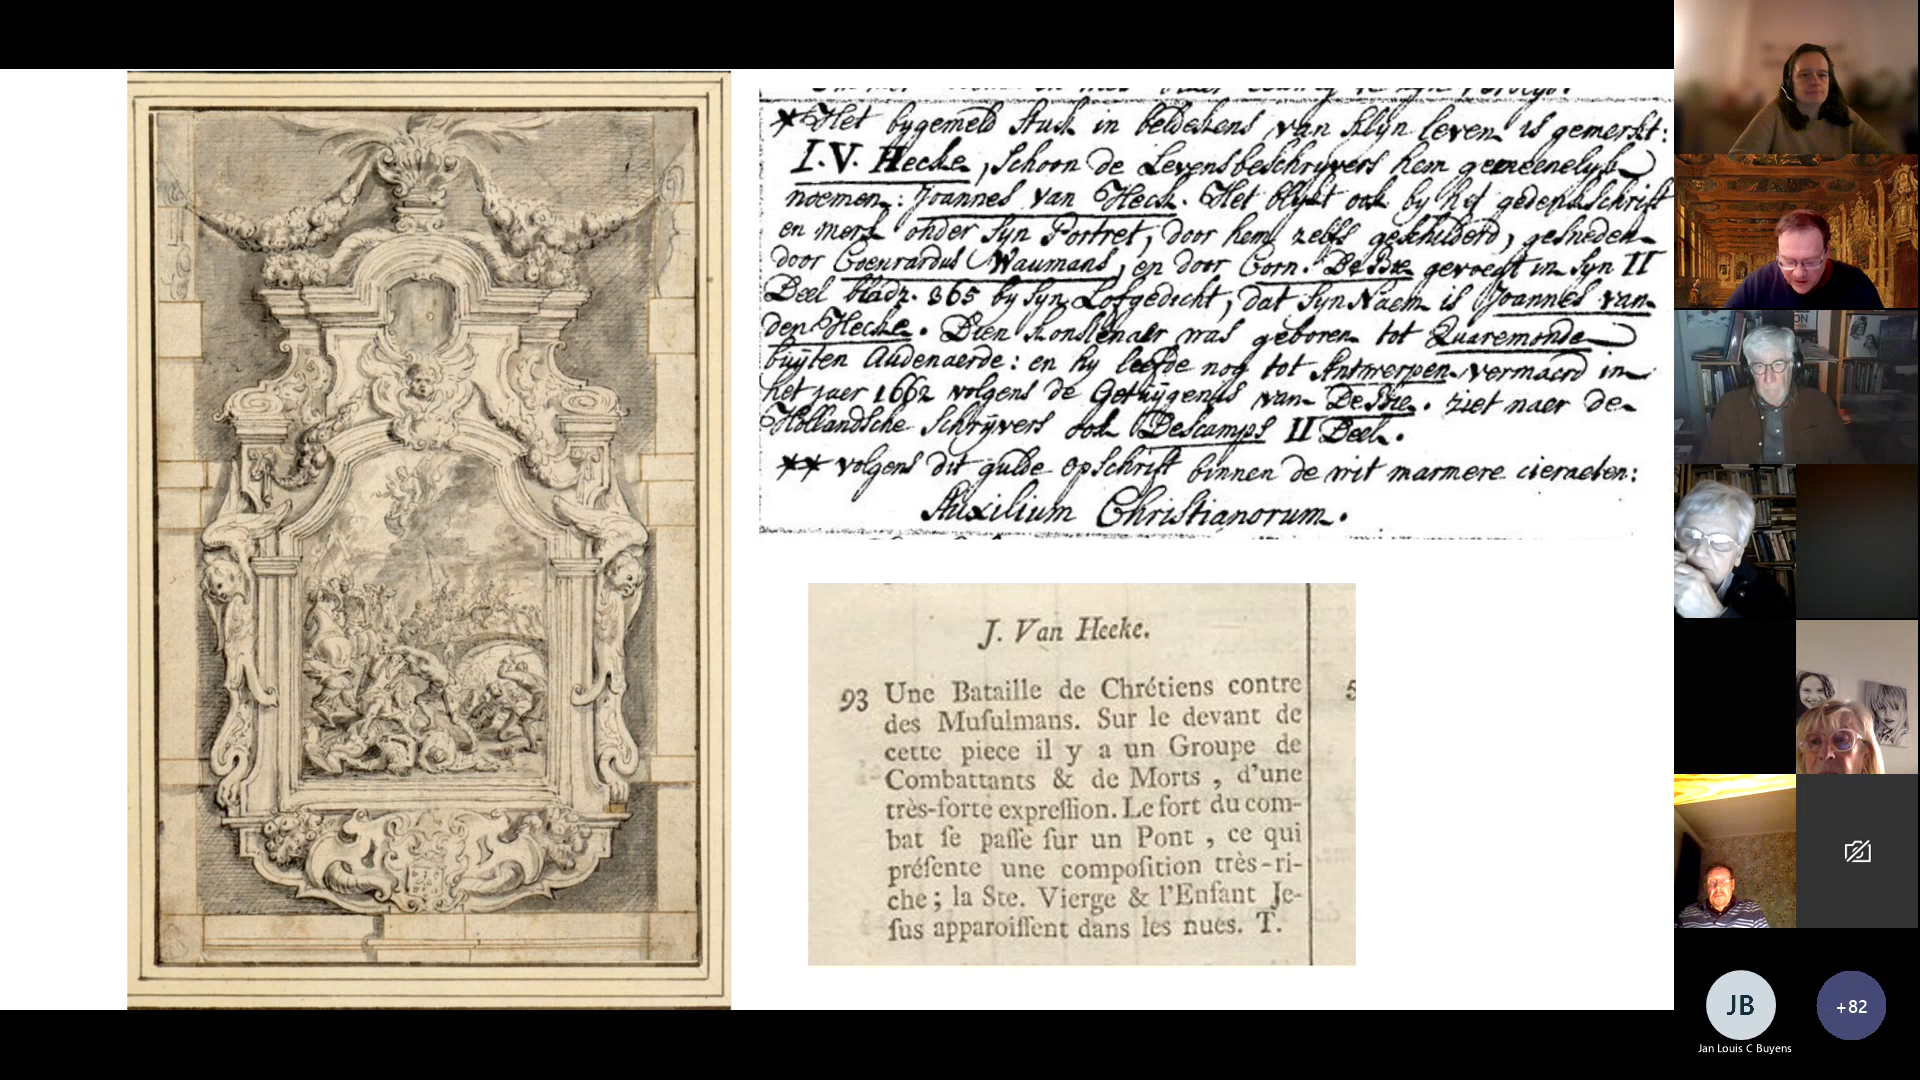 *Het bygemeld stuk in beldekens van klyn leven is gemerkt:
I.V. Hecke, schoon de Levensbeschryvers hem gemeenelyk
noemen: Joannes van Heck. Het blykt ook by het gedenkschrift
en merk onder syn Portret, door hem zelfs geschilderd, gesneden
door Coenrardus Waumans, en door Corn. De Bie gevoegt in syn II
Deel bladz. 365 by syn Lofgedicht, dat syn Naem is Joannes van
den Hecke. Dien konstenaer was geboren tot Quaremonde
buyten Audenaerde: en hy leefde nog tot Antwerpen vermaerd in
het jaer 1662 volgens de Getuygenis van De Bie. ziet naer de
Hollandsche Schryvers ook Descamps II Deel.
** volgens dit gulde opschrift binnen de wit marmere cieraeten:
Auxilium Christianorum.
J. Van Hecke.
93 Une Bataille de Chrétiens contre
des Muſulmans. Sur le devant de
cette piece il y a un Groupe de
Combattants & de Morts, d'une
très-forte expreſſion. Le fort du com-
bat ſe paſſe ſur un Pont, ce qui
préſente une compoſition très-ri-
che; la Ste. Vierge & l'Enfant Je-
ſus apparoiſſent dans les nues. T.
5
JB
+82
Jan Louis C Buyens